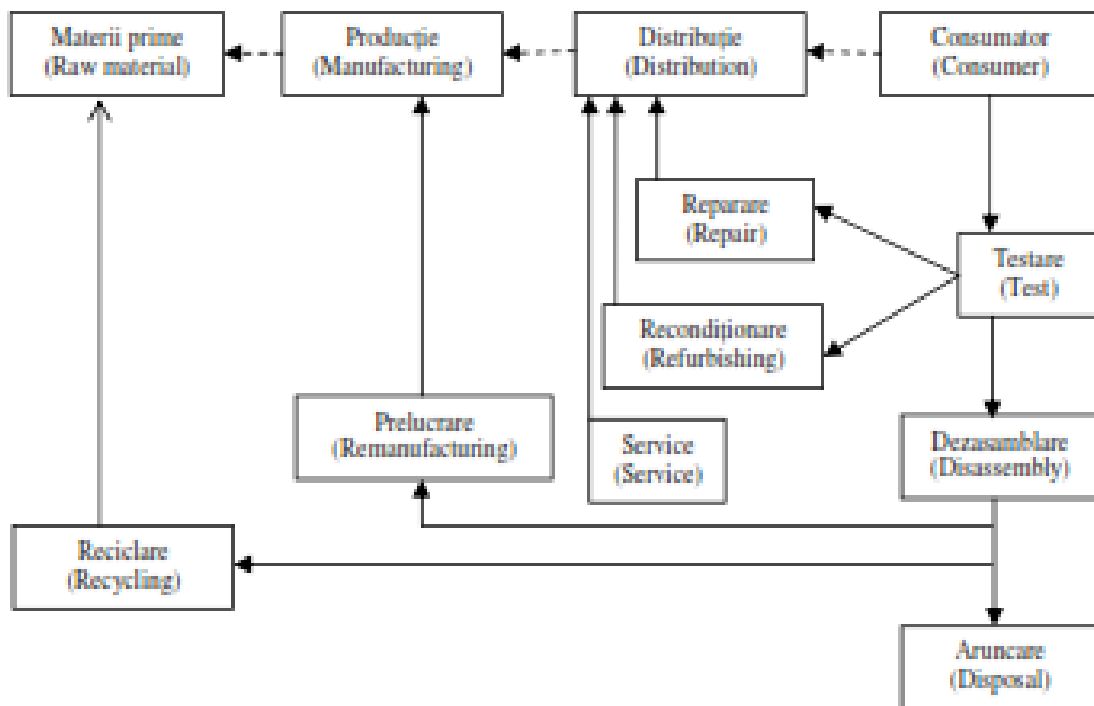 Materii prime
(Raw material)
Producție
(Manufacturing)
Distribuție
(Distribution)
Consumator
(Consumer)
Reparare
(Repair)
Testare
(Test)
Recondiționare
(Refurbishing)
Prelucrare
(Remanufacturing)
Service
(Service)
Dezasamblare
(Disassembly)
Reciclare
(Recycling)
Aruncare
(Disposal)